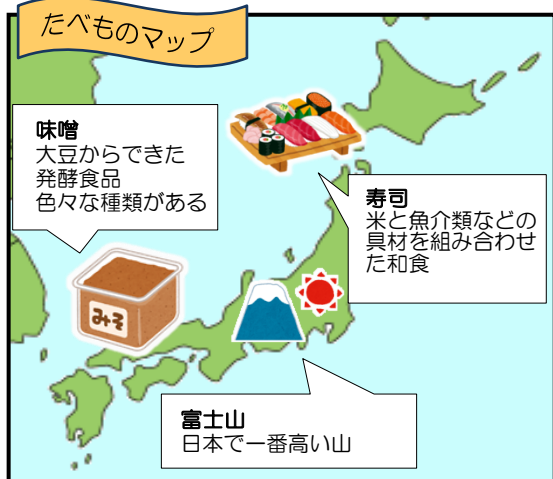 たべものマップ
味噌
大豆からできた
発酵食品
色々な種類がある
寿司
米と魚介類などの
具材を組み合わせ
た和食
みそ
富士山
日本で一番高い山